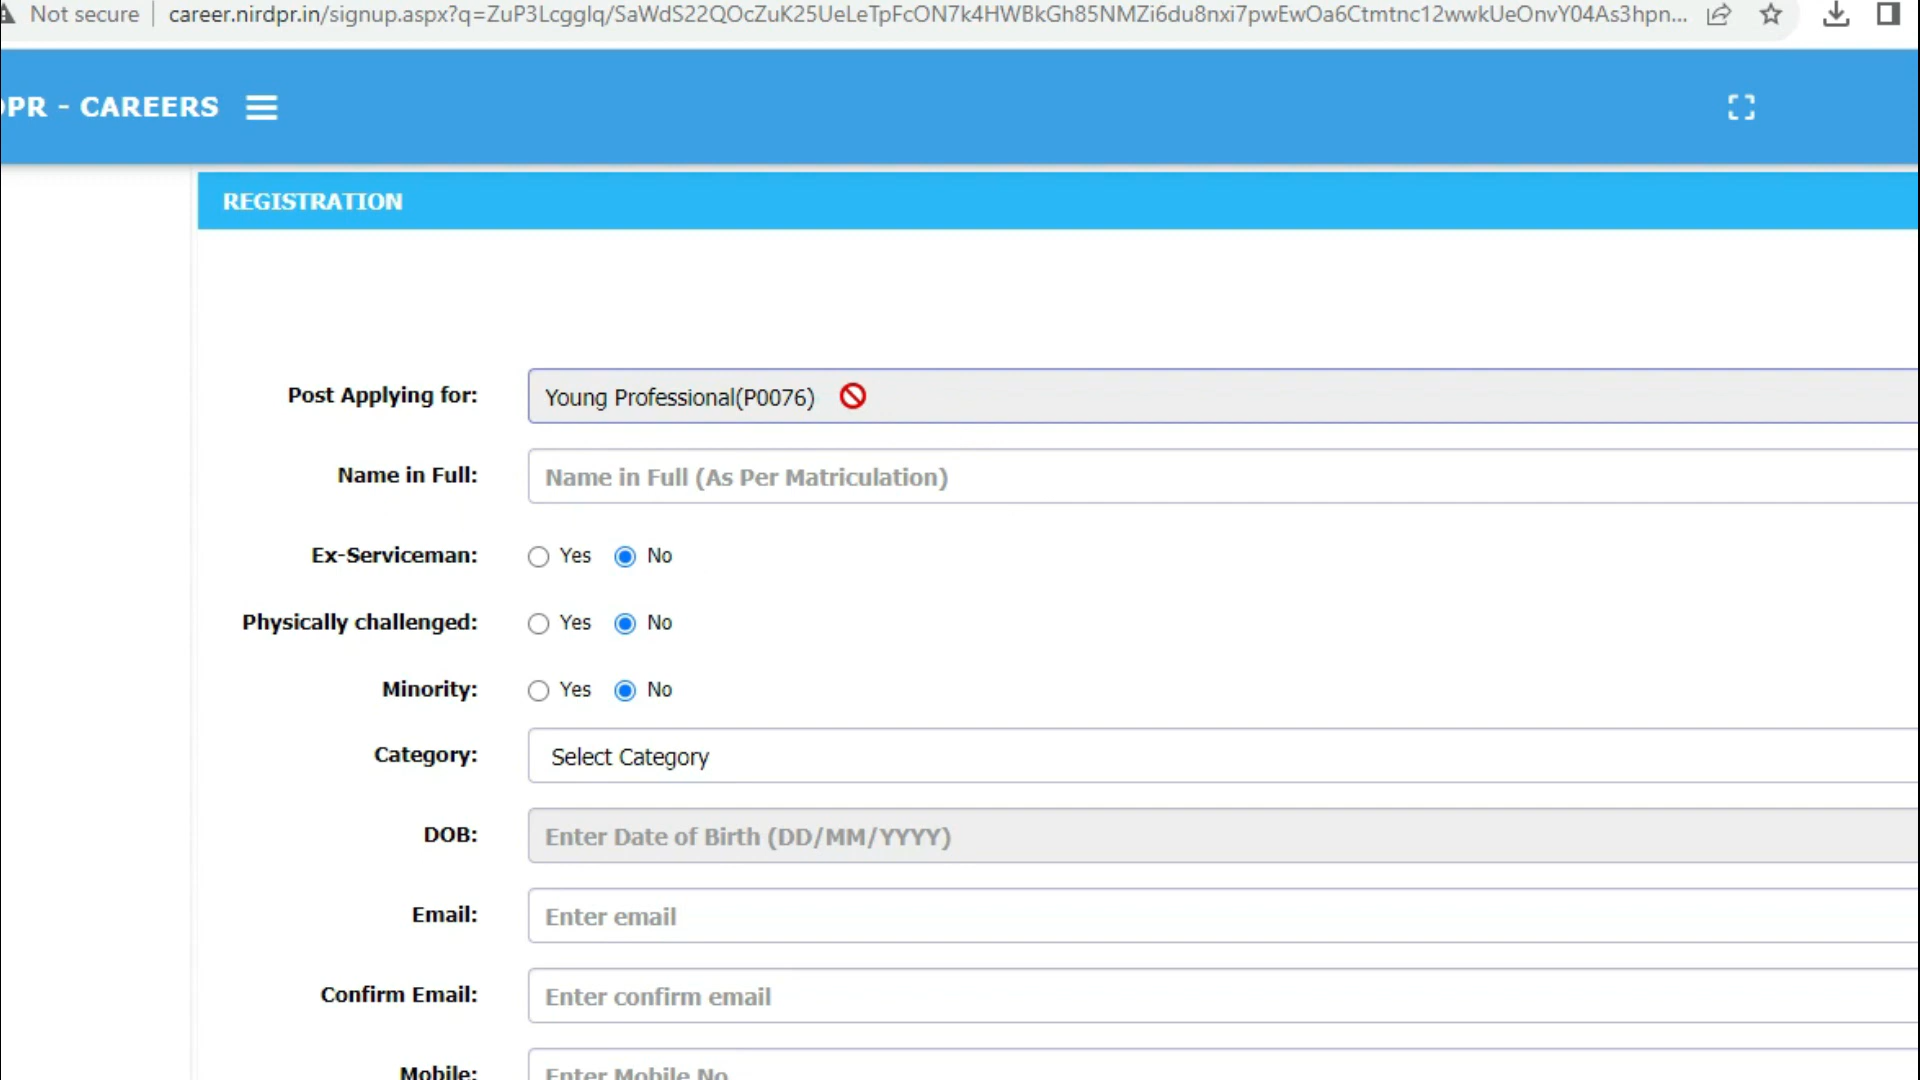 Not secure career.nirdpr.in/signup.aspx?q=ZuP3Lcgglq/SaWdS22QOcZuK25UeLeTpFcON7k4HWBkGh85NMZi6du8nxi7pwEwOa6Ctmtnc12wwkUeOnvY04As3hpn...
PR - CAREERS
REGISTRATION
Post Applying for: Young Professional(P0076)
Name in Full: Name in Full (As Per Matriculation)
Ex-Serviceman: Yes No
Physically challenged: Yes No
Minority: Yes No
Category: Select Category
DOB: Enter Date of Birth (DD/MM/YYYY)
Email: Enter email
Confirm Email: Enter confirm email
Mobile: Enter Mobile No